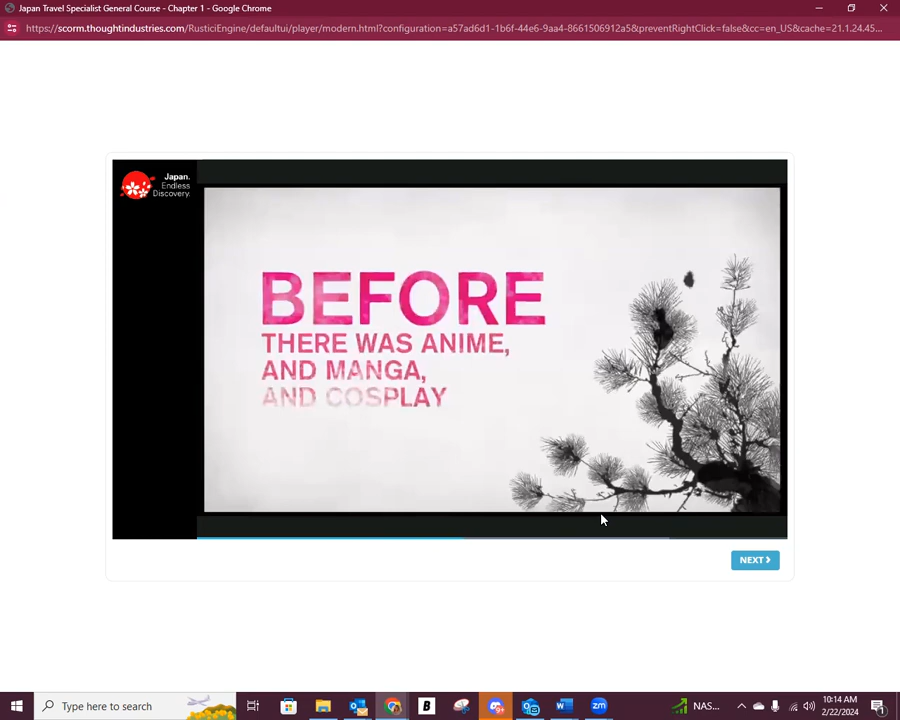 Japan Travel Specialist General Course - Chapter 1 - Google Chrome
https://scorm.thoughtindustries.com/RusticiEngine/defaultui/player/modern.html?configuration=a57ad6d1-1b6f-44e6-9aa4-8661506912a5&preventRightClick=false&cc=en_US&cache=21.1.24.45...
Japan.
Endless
Discovery.
BEFORE
THERE WAS ANIME,
AND MANGA,
AND COSPLAY
NEXT
Type here to search
B
zm
NAS...
10:14 AM
2/22/2024